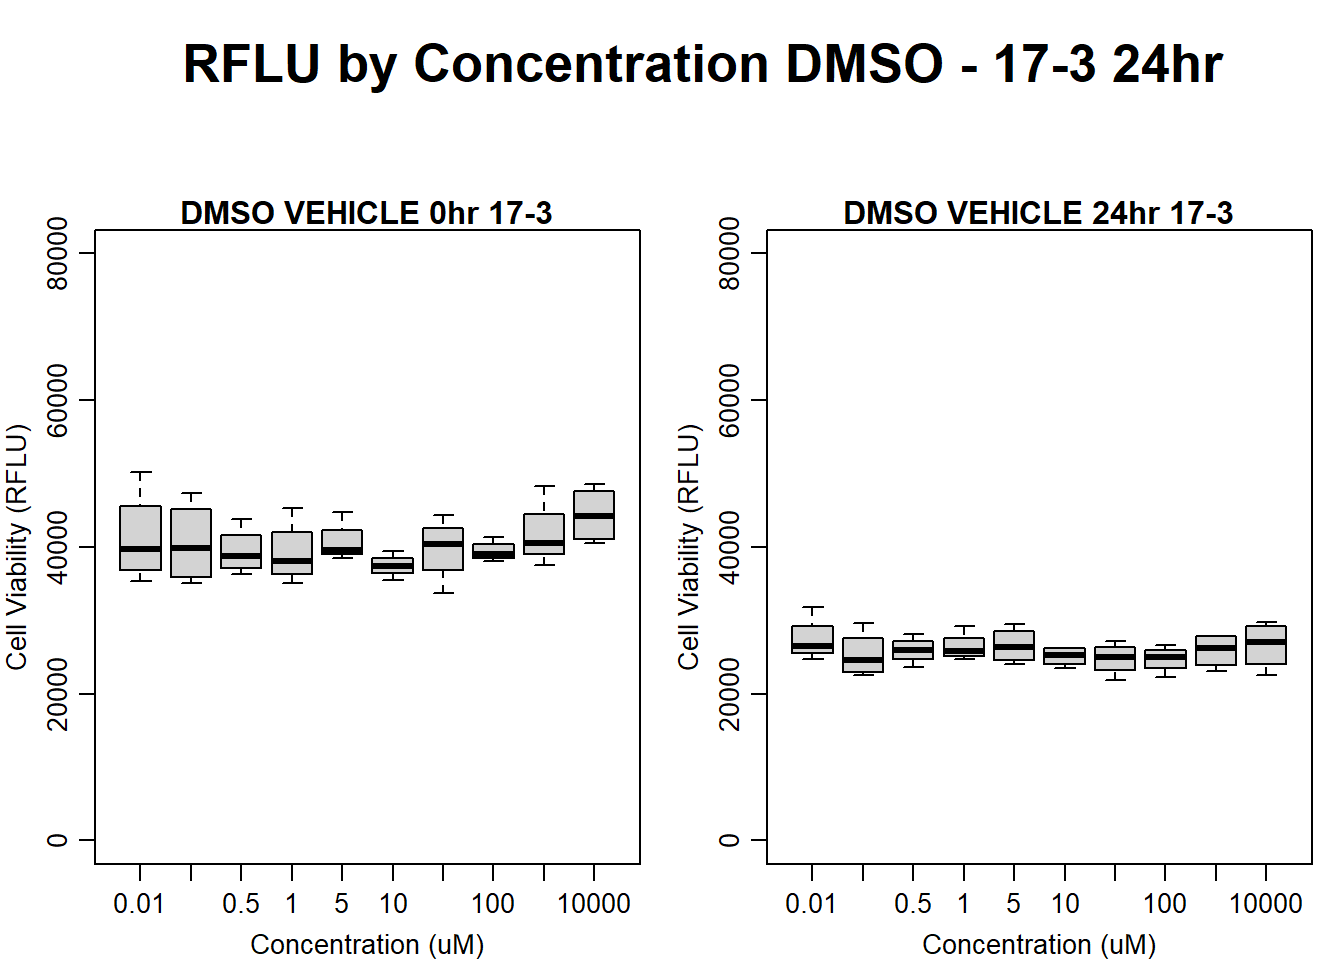 RFLU by Concentration DMSO - 17-3 24hr
DMSO VEHICLE 0hr 17-3
Cell Viability (RFLU)
80000
60000
40000
20000
0
0.01 0.5 1 5 10 100 10000
Concentration (uM)
DMSO VEHICLE 24hr 17-3
Cell Viability (RFLU)
80000
60000
40000
20000
0
0.01 0.5 1 5 10 100 10000
Concentration (uM)